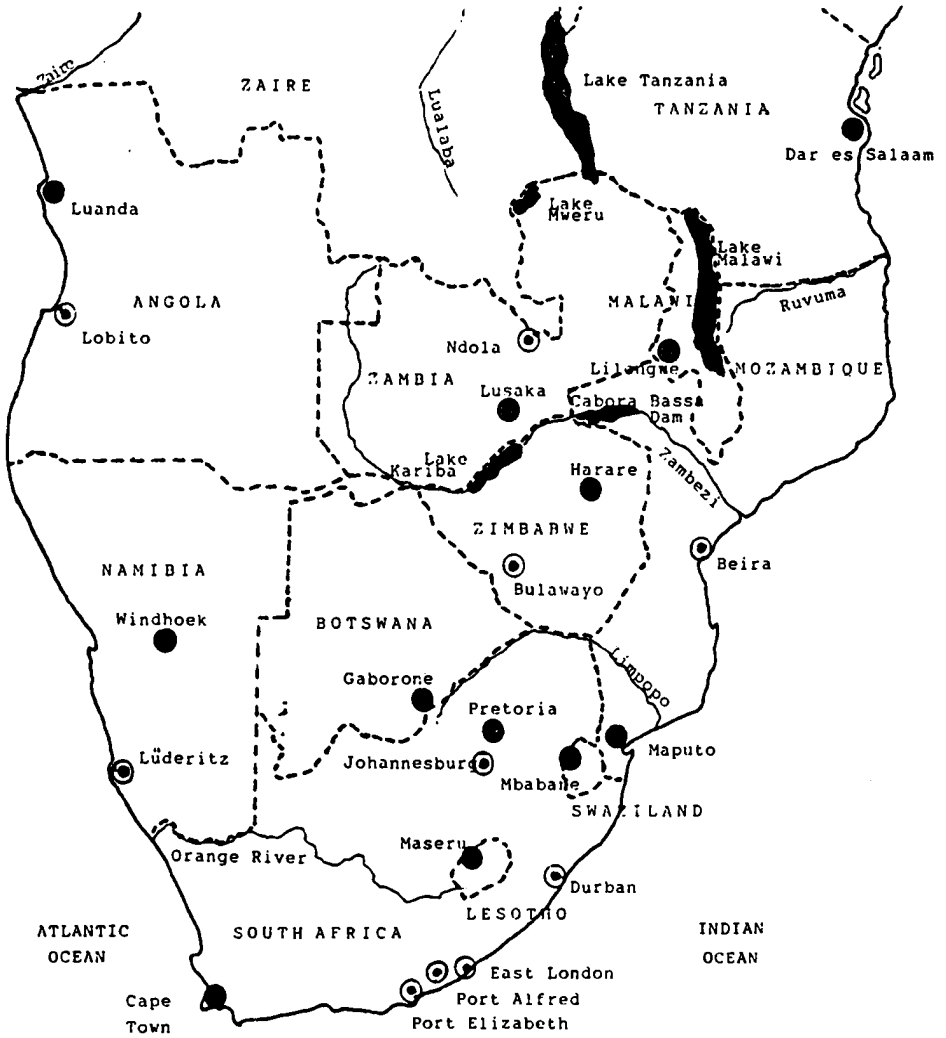 Zaire
ZAIRE
Lualaba
Lake Tanzania
TANZANIA
Dar es Salaam
Luanda
Lake
Mweru
Lake
Malawi
ANGOLA
MALAWI
Ruvuma
Lobito
Ndola
Lilongwe
MOZAMBIQUE
ZAMBIA
Lusaka
Cabora Bassa
Dam
Lake
Kariba
Harare
Zambezi
ZIMBABWE
Beira
NAMIBIA
Bulawayo
Windhoek
BOTSWANA
Limpopo
Gaborone
Pretoria
Maputo
Lüderitz
Johannesburg
Mbabane
SWAZILAND
Maseru
Orange River
Durban
LESOTHO
ATLANTIC
OCEAN
SOUTH AFRICA
INDIAN
OCEAN
East London
Cape
Town
Port Alfred
Port Elizabeth